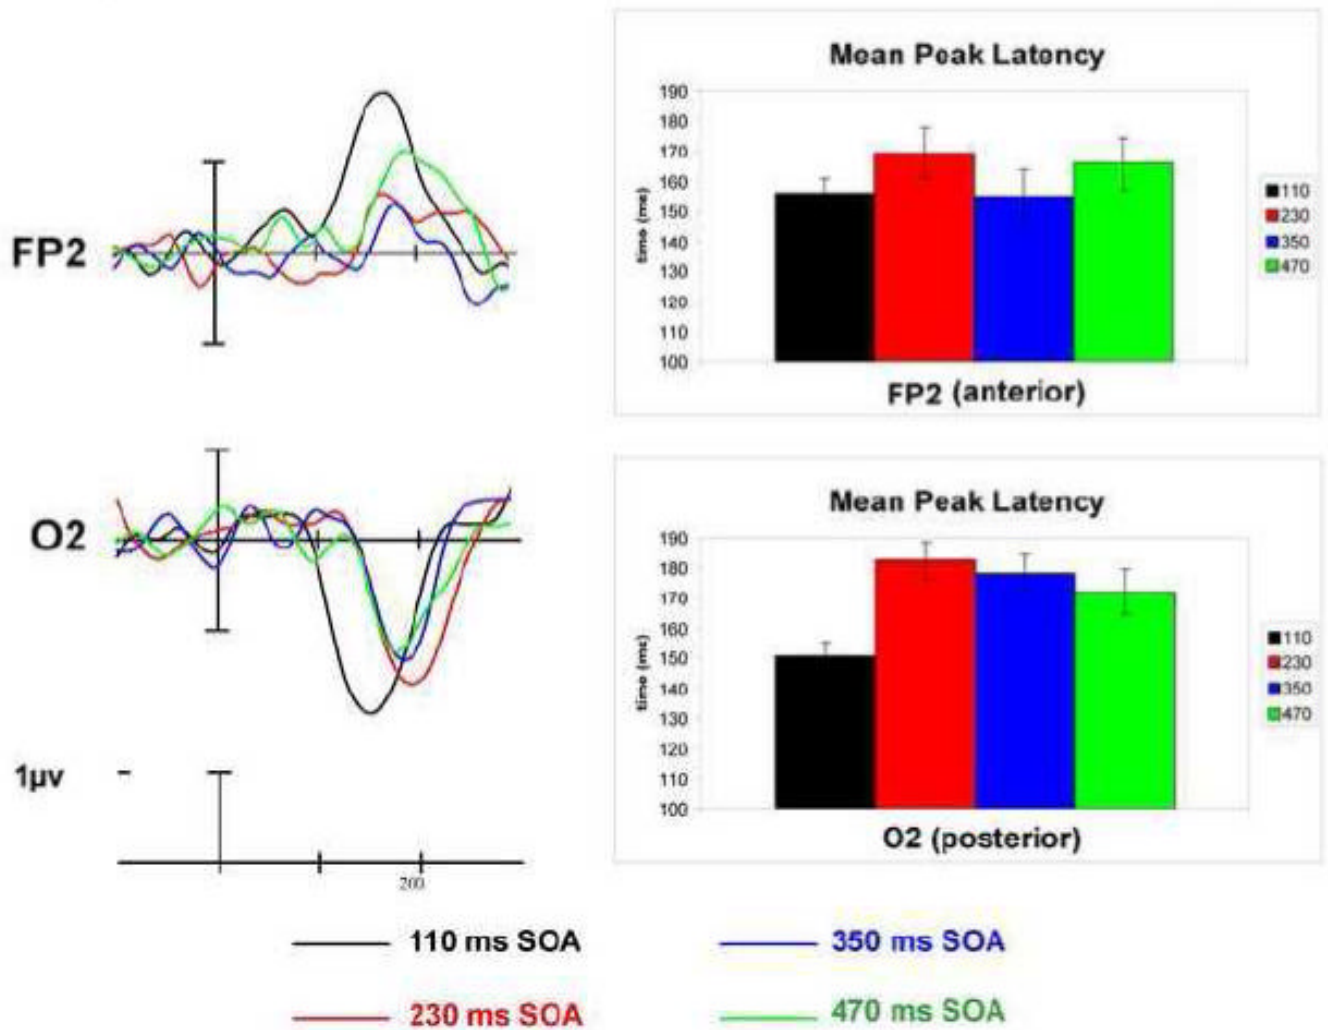 FP2
Mean Peak Latency
190
180
170
160
150
140
130
120
110
100
time (ms)
110
230
350
470
FP2 (anterior)
O2
Mean Peak Latency
190
180
170
160
150
140
130
120
110
100
time (ms)
110
230
350
470
O2 (posterior)
1μv
200
110 ms SOA
350 ms SOA
230 ms SOA
470 ms SOA